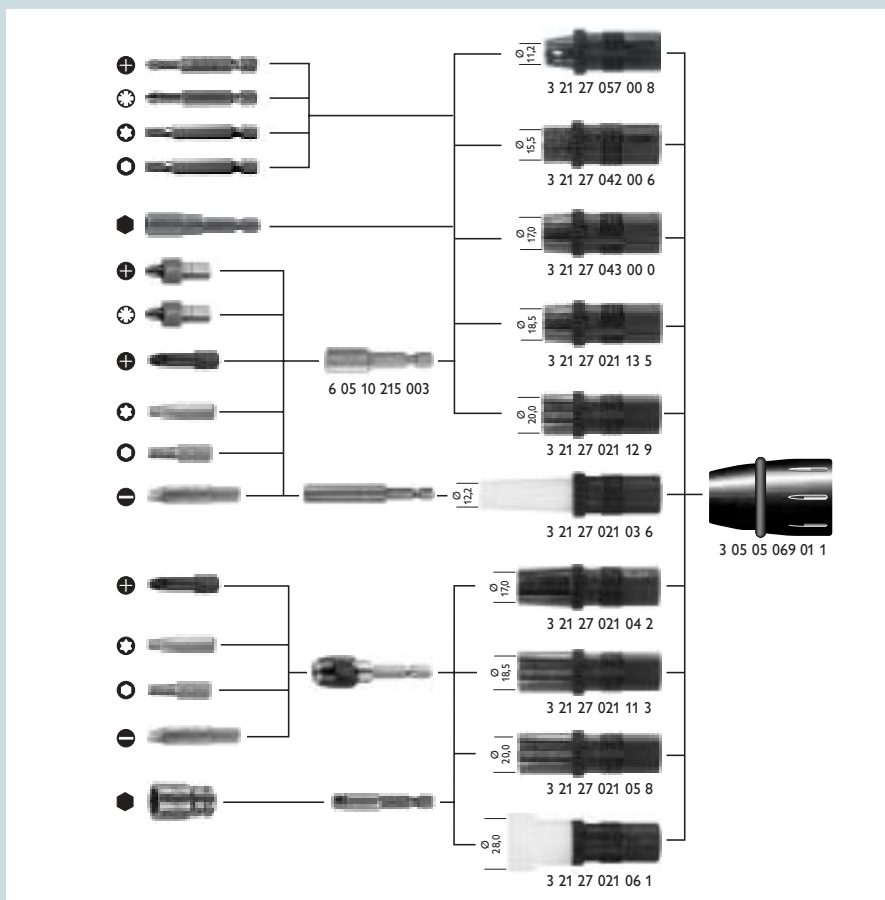 Ø 11,2
3 21 27 057 00 8
Ø 15,5
3 21 27 042 00 6
Ø 17,0
3 21 27 043 00 0
Ø 18,5
3 21 27 021 13 5
6 05 10 215 003
Ø 20,0
3 21 27 021 12 9
Ø 12,2
3 21 27 021 03 6
3 05 05 069 01 1
Ø 17,0
3 21 27 021 04 2
Ø 18,5
3 21 27 021 11 3
Ø 20,0
3 21 27 021 05 8
Ø 28,0
3 21 27 021 06 1